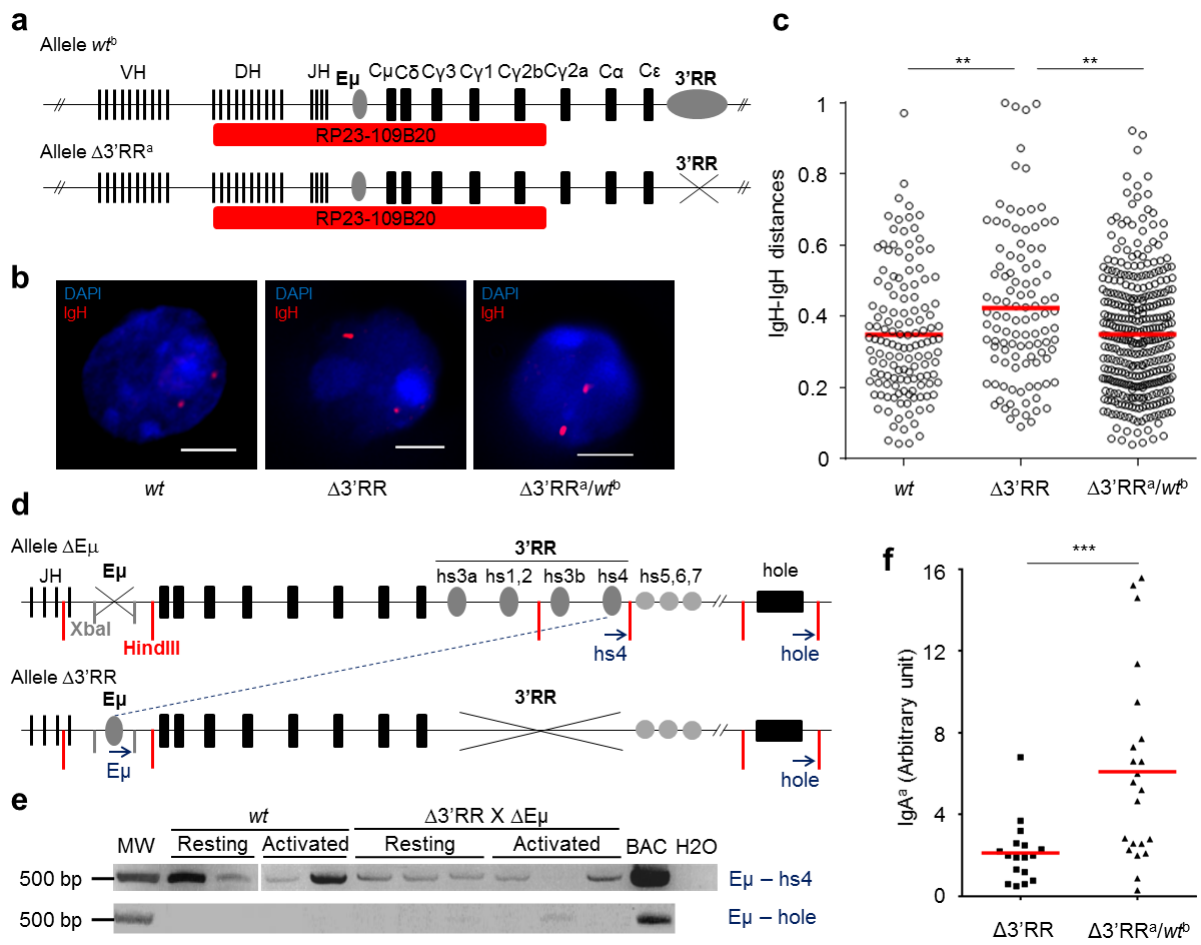 a
Allele wtᵇ
VH DH JH Eµ Cµ Cδ Cγ3 Cγ1 Cγ2b Cγ2a Cα Cε 3'RR
RP23-109B20
Allele Δ3'RRᵃ
3'RR
RP23-109B20
b
DAPI
IgH
DAPI
IgH
DAPI
IgH
wt Δ3'RR Δ3'RRᵃ/wtᵇ
c
** **
IgH-IgH distances
1
0.8
0.6
0.4
0.2
0
wt Δ3'RR Δ3'RRᵃ/wtᵇ
d
Allele ΔEµ
JH Eµ 3'RR
hs3a hs1,2 hs3b hs4 hs5,6,7 hole
XbaI
HindIII
hs4 hole
Allele Δ3'RR
Eµ 3'RR
Eµ hole
e
wt Δ3'RR X ΔEµ
MW Resting Activated Resting Activated BAC H2O
500 bp Eµ – hs4
500 bp Eµ – hole
f
***
IgAᵃ (Arbitrary unit)
16
12
8
4
0
Δ3'RR Δ3'RRᵃ/wtᵇ